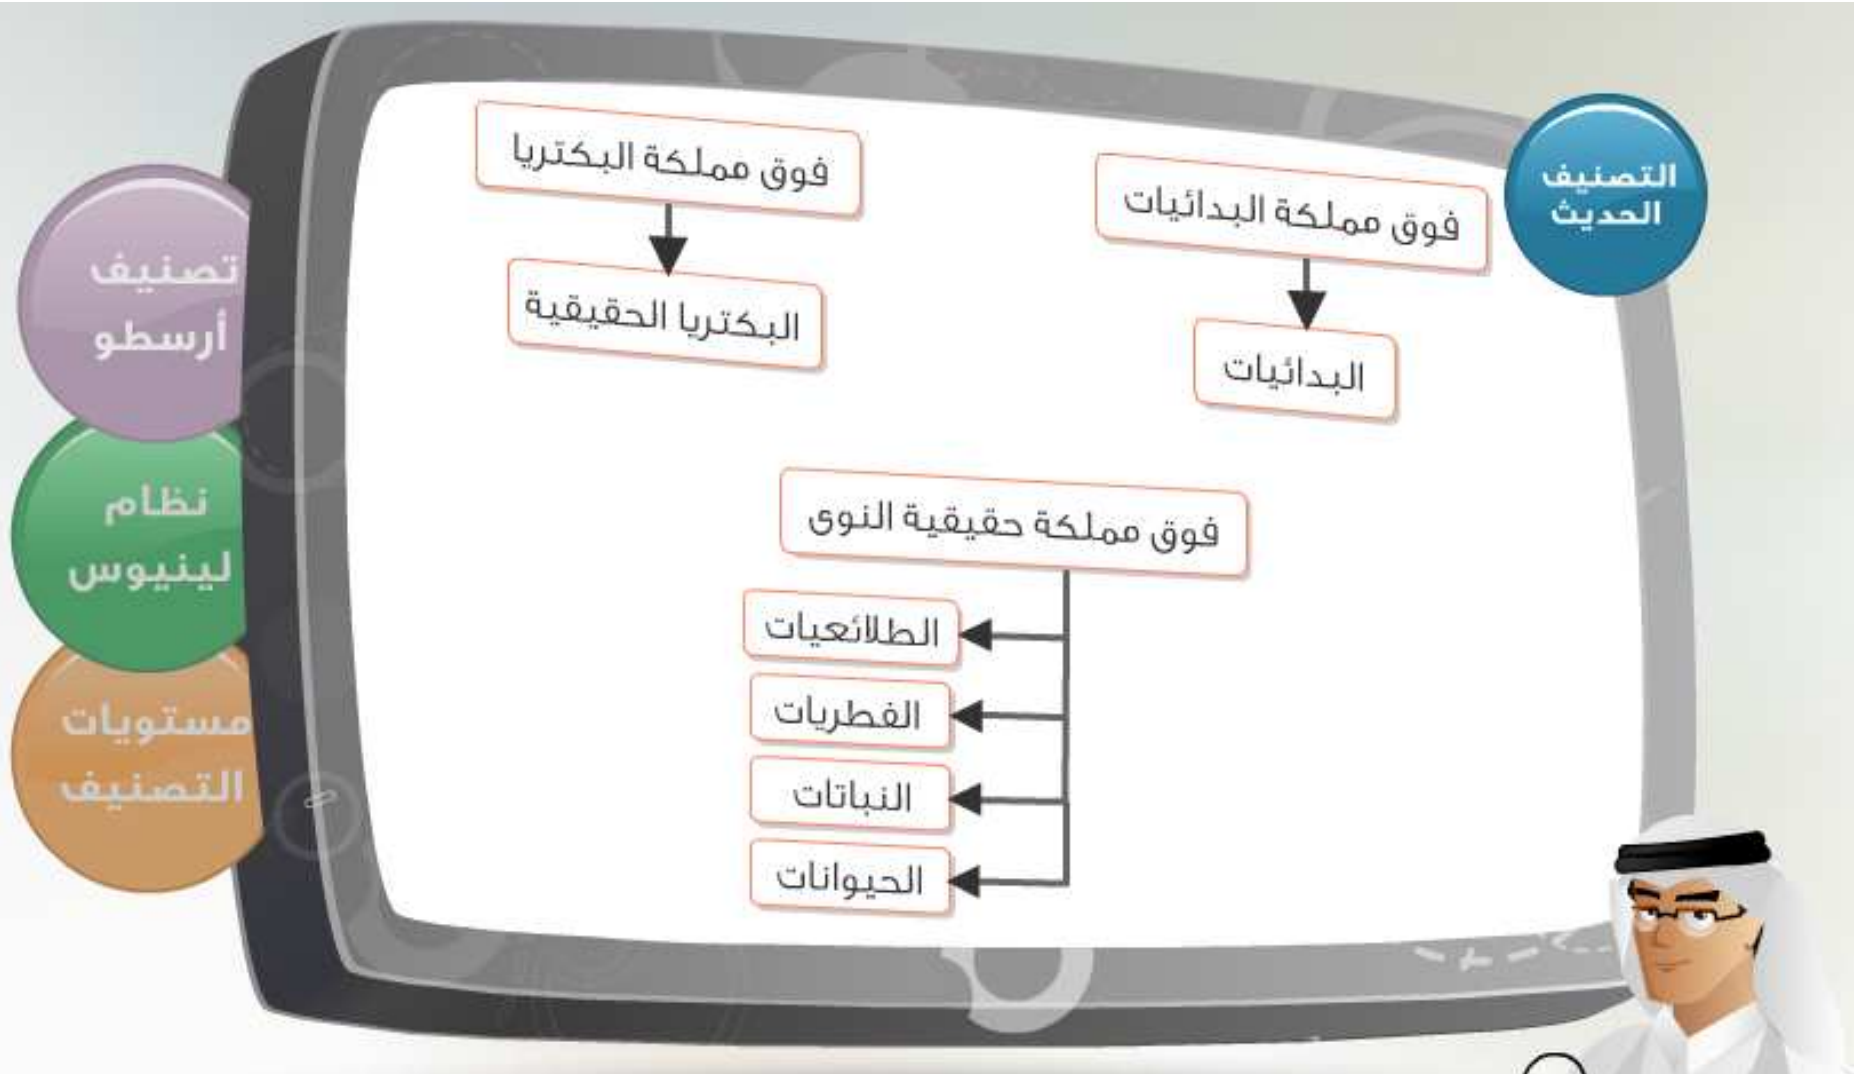 التصنيف
الحديث
فوق مملكة البدائيات
البدائيات
فوق مملكة البكتريا
البكتريا الحقيقية
فوق مملكة حقيقية النوى
الطلائعيات
الفطريات
النباتات
الحيوانات
تصنيف
أرسطو
نظام
لينيوس
مستويات
التصنيف